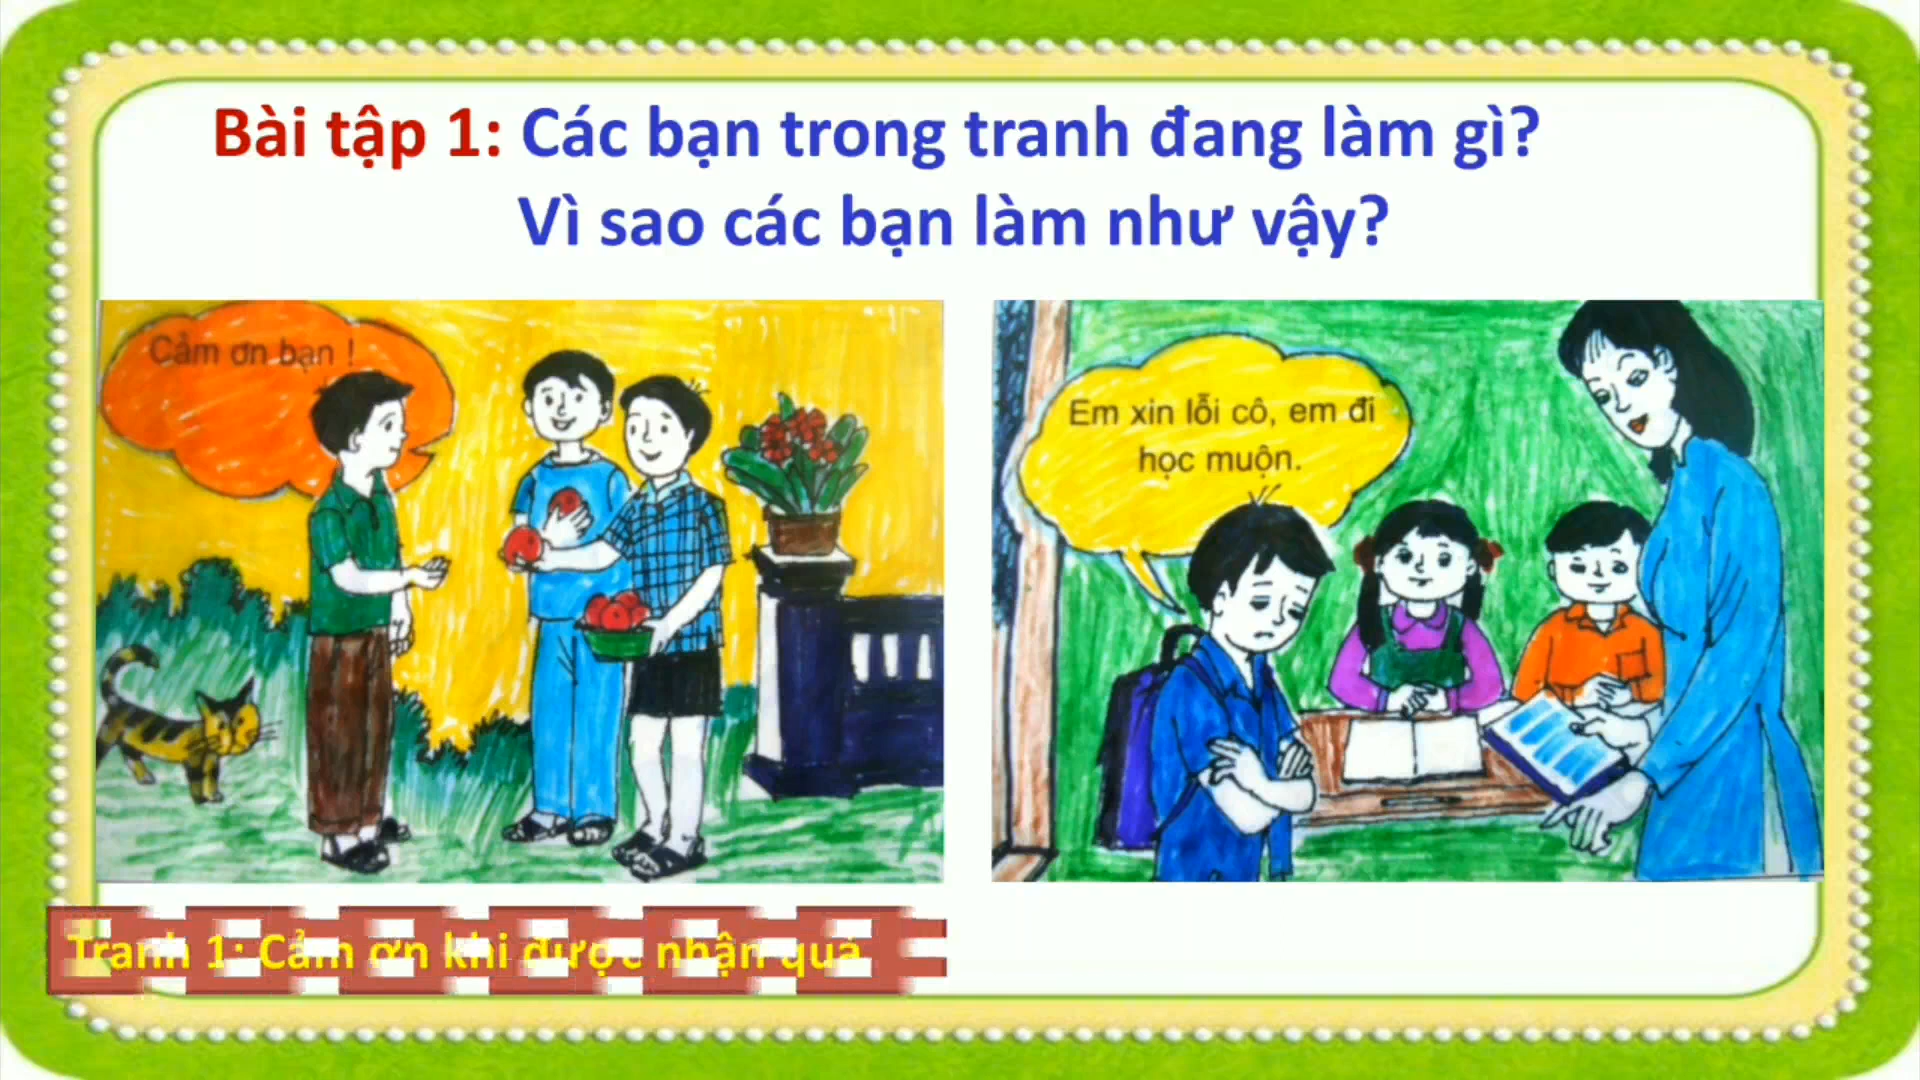 Bài tập 1: Các bạn trong tranh đang làm gì?
Vì sao các bạn làm như vậy?
Cảm ơn bạn !
Em xin lỗi cô, em đi
học muộn.
Tranh 1: Cảm ơn khi được nhận quà